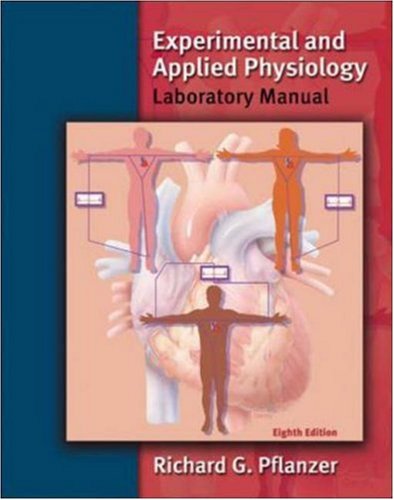 Experimental and
Applied Physiology
Laboratory Manual
Eighth Edition
Richard G. Pflanzer